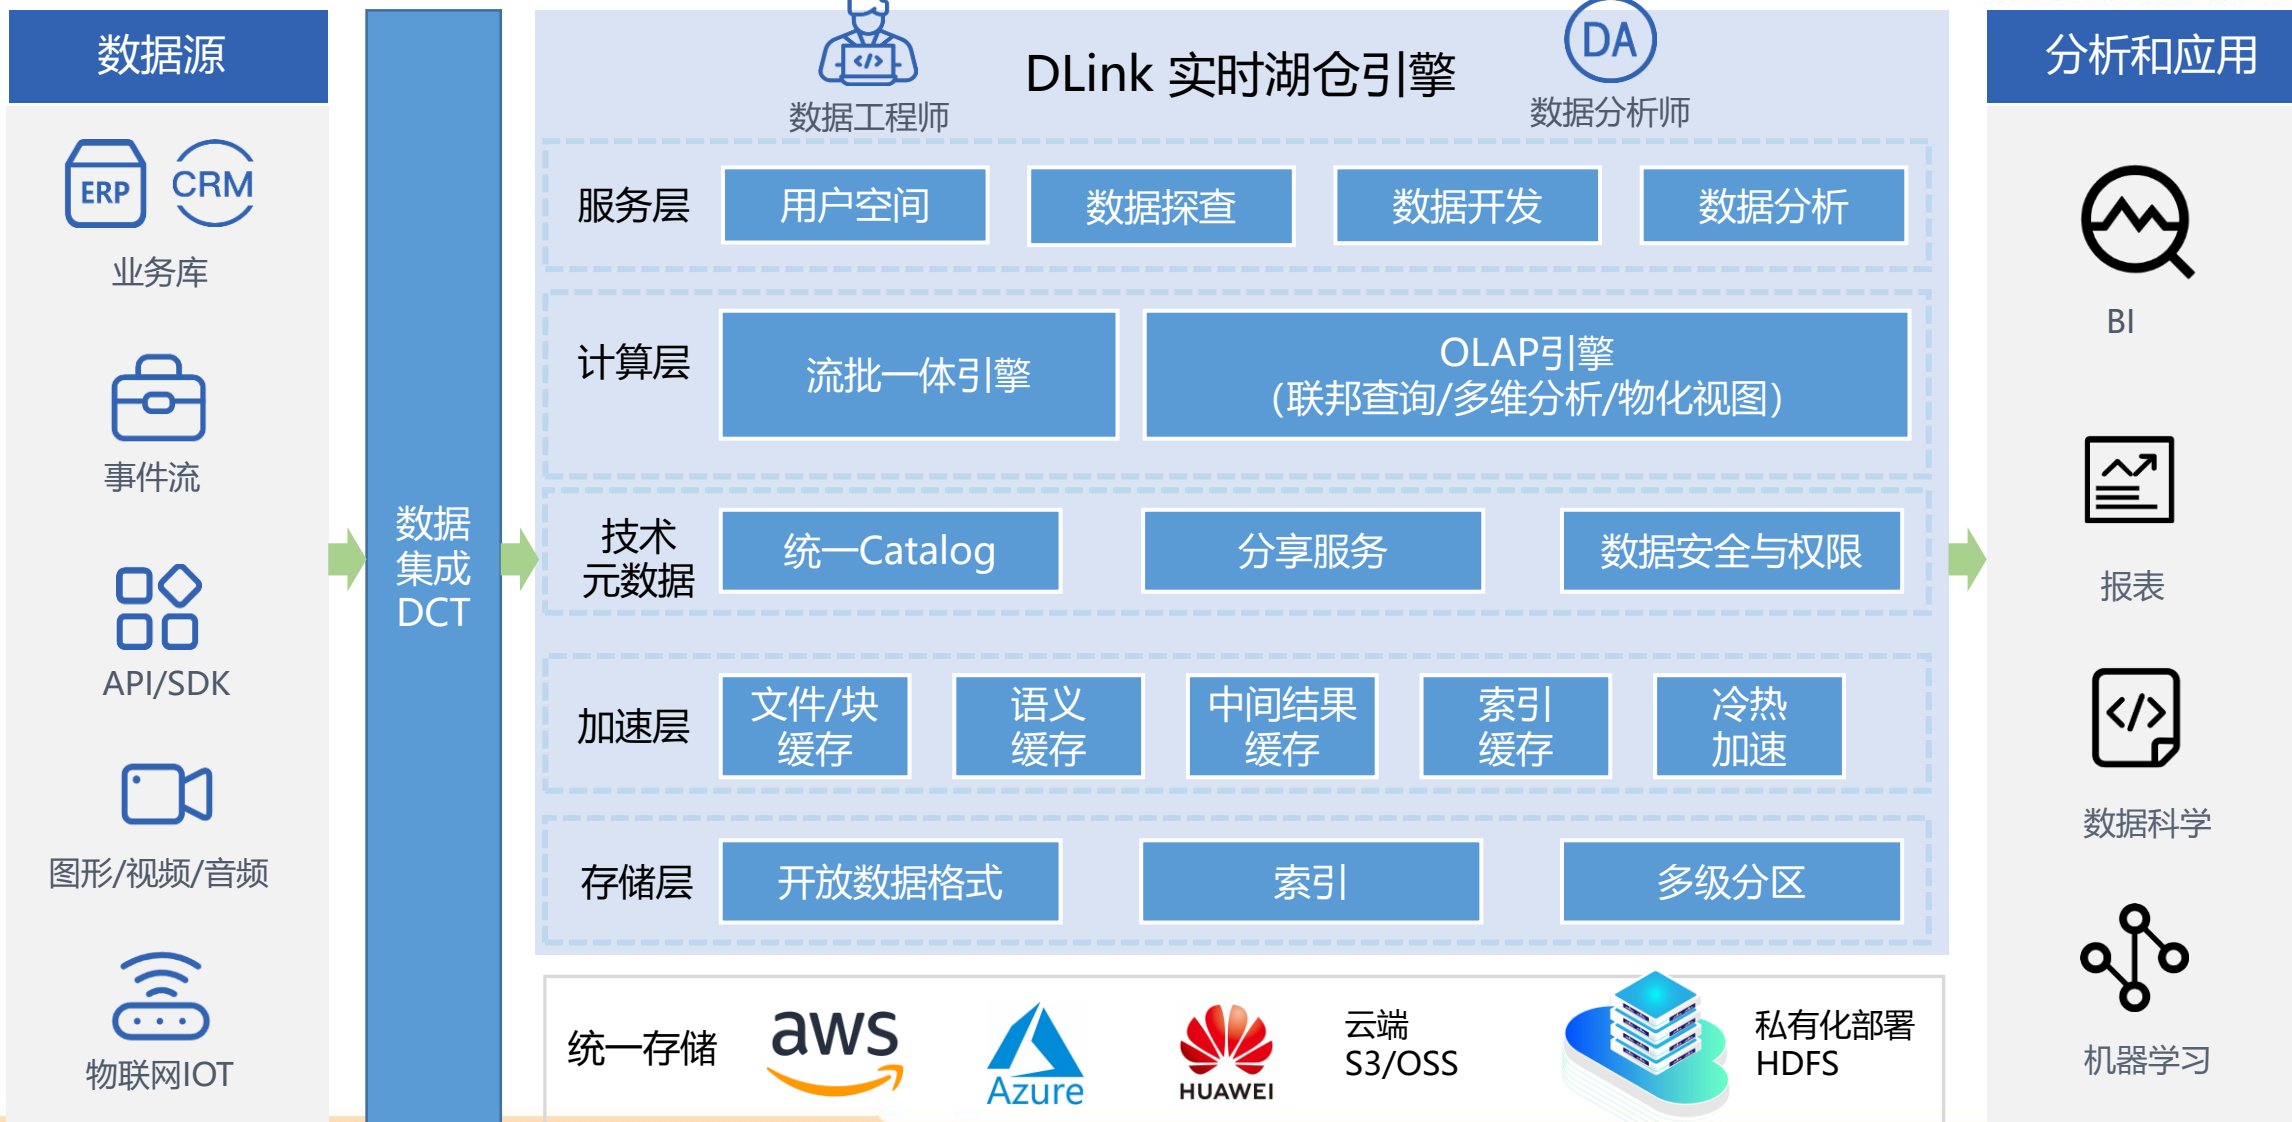 数据源
ERP
CRM
业务库
事件流
API/SDK
图形/视频/音频
物联网IOT
数据
集成
DCT
DLink 实时湖仓引擎
数据工程师
DA
数据分析师
服务层
用户空间
数据探查
数据开发
数据分析
计算层
流批一体引擎
OLAP引擎
（联邦查询/多维分析/物化视图）
技术
元数据
统一Catalog
分享服务
数据安全与权限
加速层
文件/块
缓存
语义
缓存
中间结果
缓存
索引
缓存
冷热
加速
存储层
开放数据格式
索引
多级分区
统一存储
aws
Azure
HUAWEI
云端
S3/OSS
私有化部署
HDFS
分析和应用
BI
报表
数据科学
机器学习